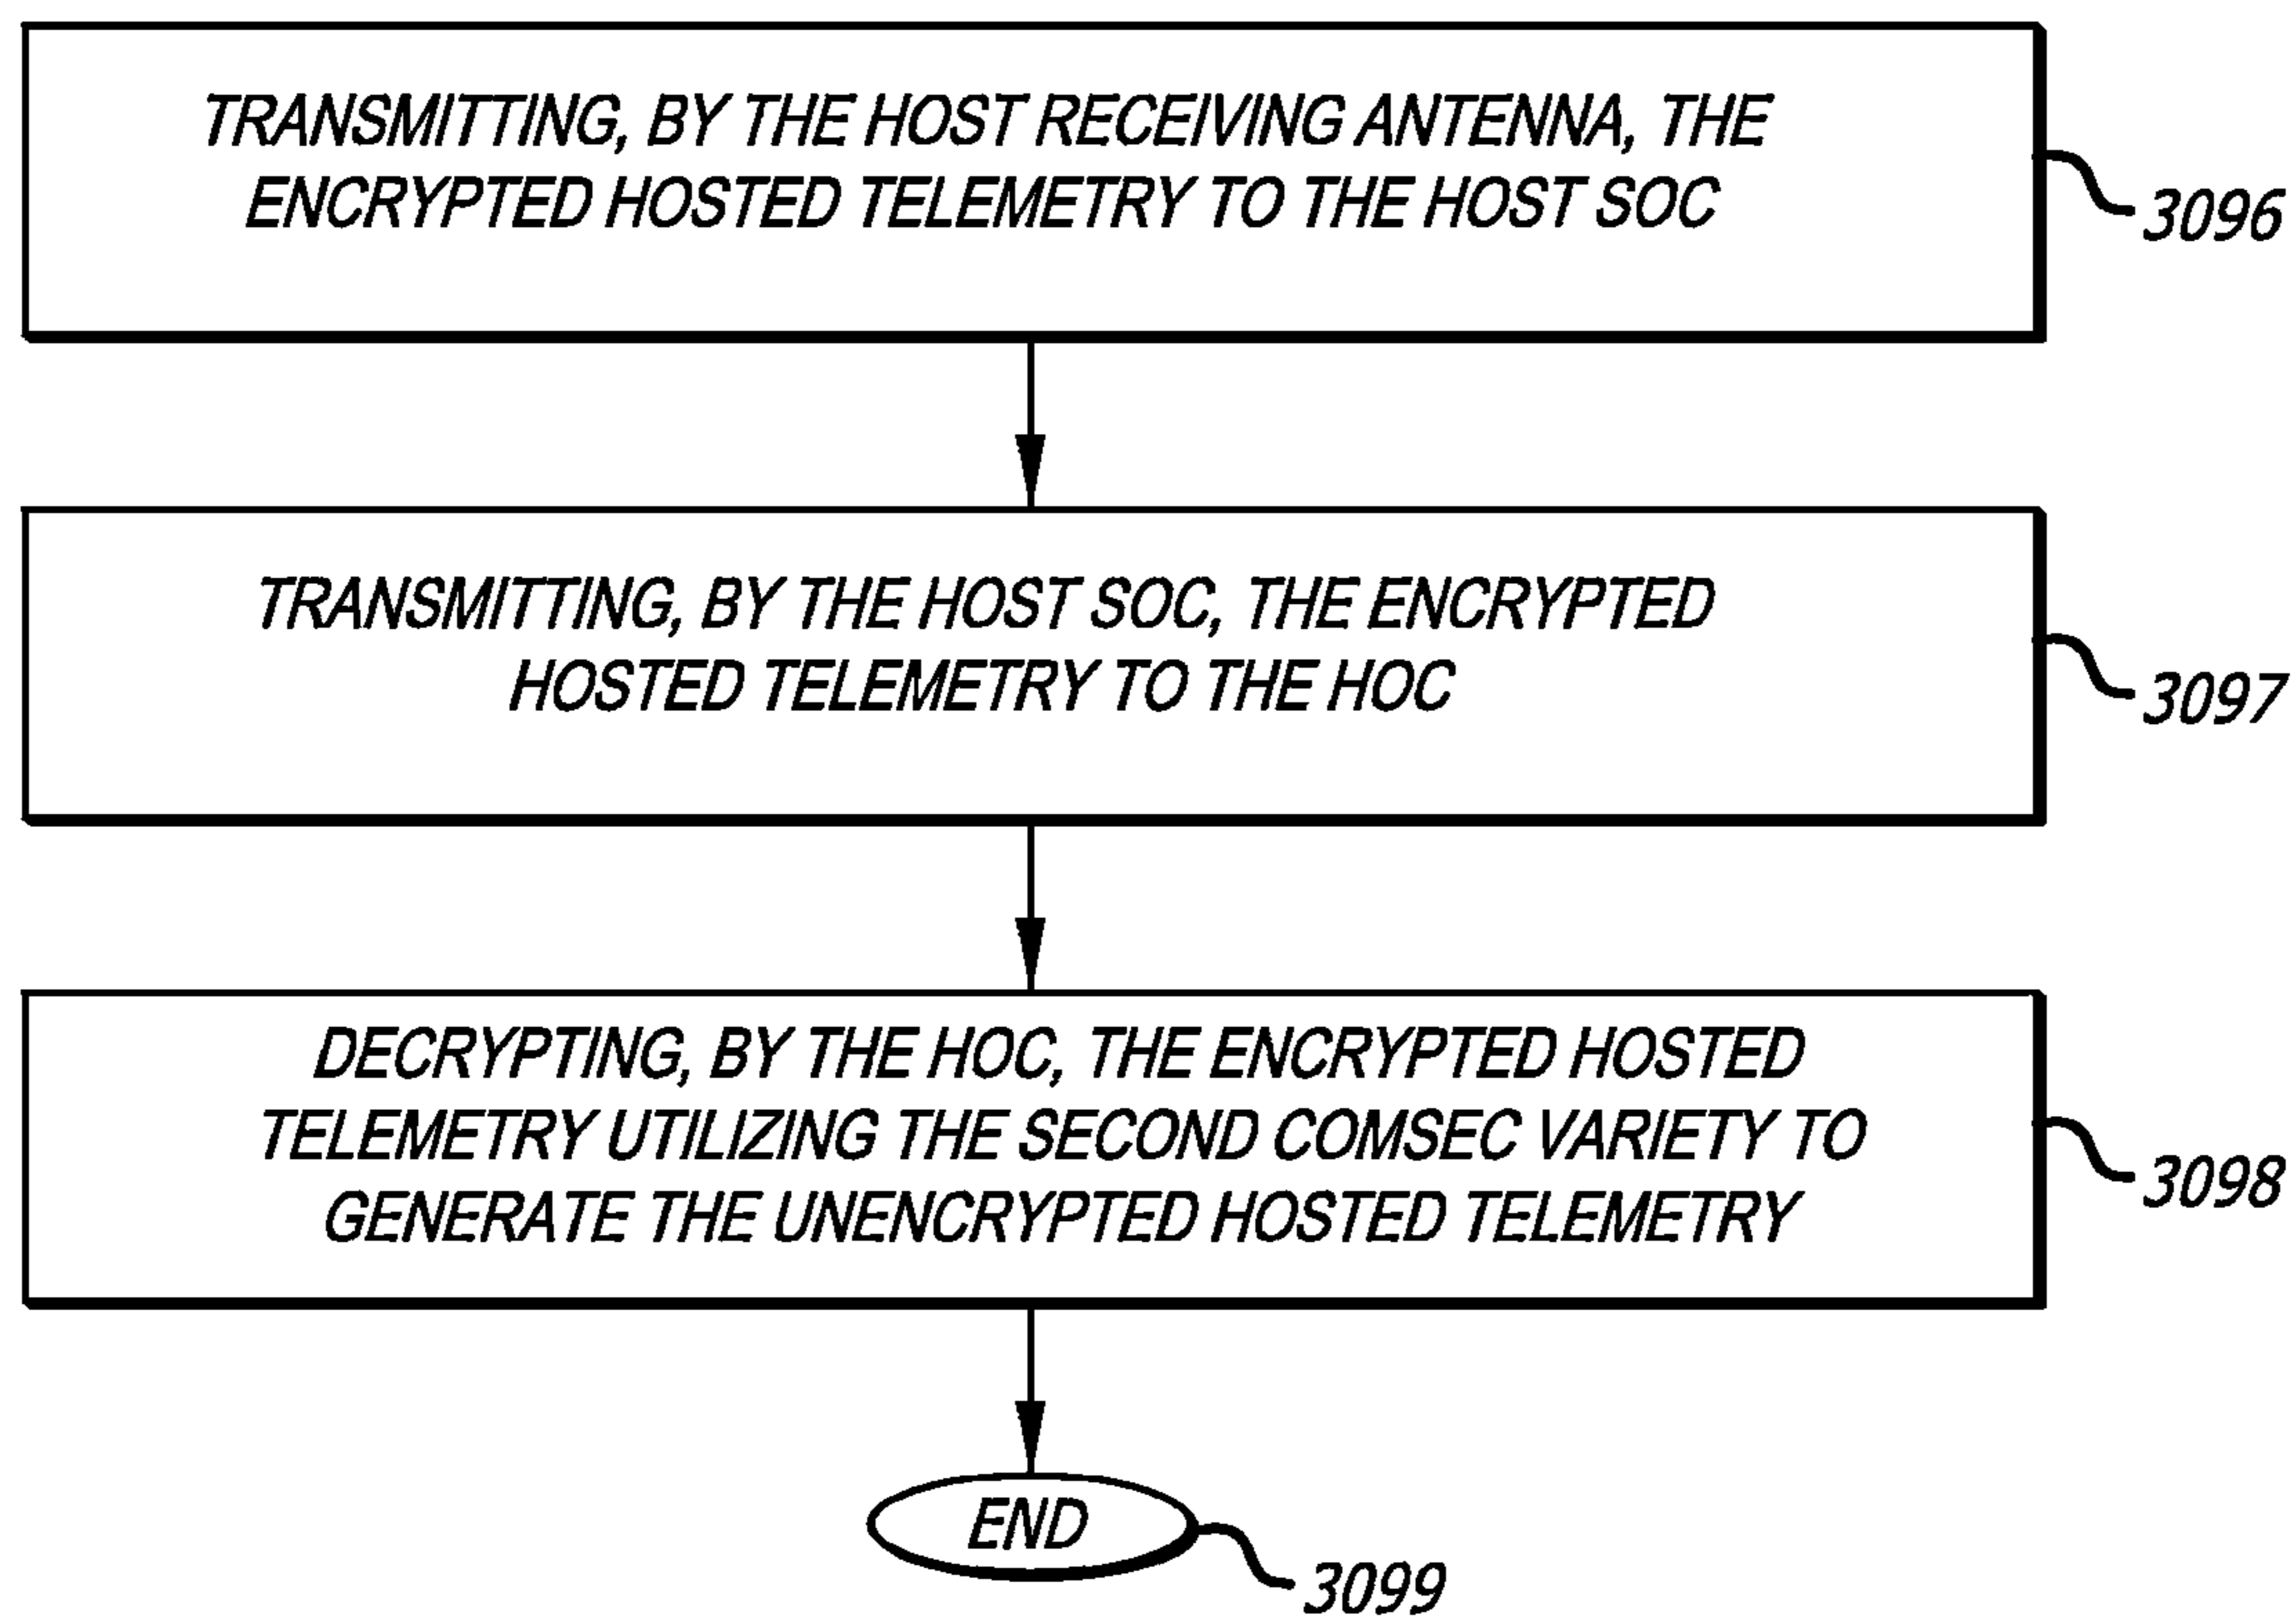 TRANSMITTING, BY THE HOST RECEIVING ANTENNA, THE
ENCRYPTED HOSTED TELEMETRY TO THE HOST SOC
3096
TRANSMITTING, BY THE HOST SOC, THE ENCRYPTED
HOSTED TELEMETRY TO THE HOC
3097
DECRYPTING, BY THE HOC, THE ENCRYPTED HOSTED
TELEMETRY UTILIZING THE SECOND COMSEC VARIETY TO
GENERATE THE UNENCRYPTED HOSTED TELEMETRY
3098
END
3099